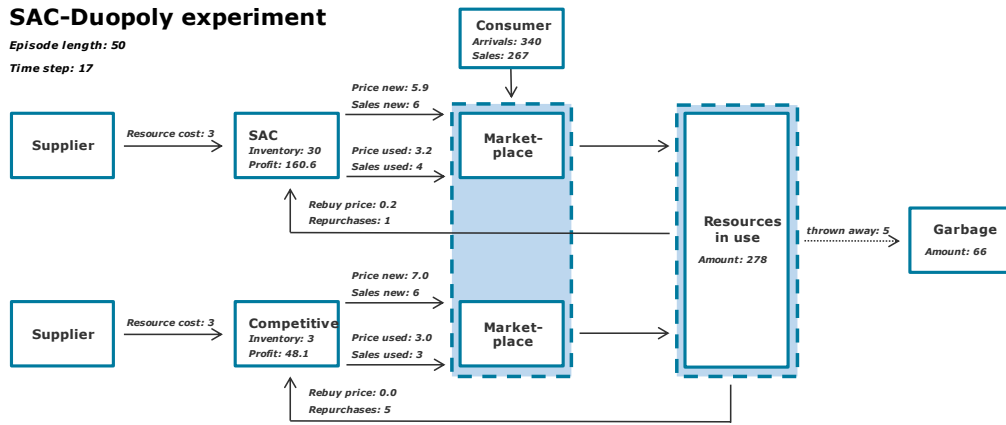 SAC-Duopoly experiment
Episode length: 50
Time step: 17
Consumer
Arrivals: 340
Sales: 267
Supplier
Resource cost: 3
SAC
Inventory: 30
Profit: 160.6
Price new: 5.9
Sales new: 6
Price used: 3.2
Sales used: 4
Market-
place
Rebuy price: 0.2
Repurchases: 1
Resources
in use
Amount: 278
thrown away: 5
Garbage
Amount: 66
Supplier
Resource cost: 3
Competitive
Inventory: 3
Profit: 48.1
Price new: 7.0
Sales new: 6
Price used: 3.0
Sales used: 3
Market-
place
Rebuy price: 0.0
Repurchases: 5